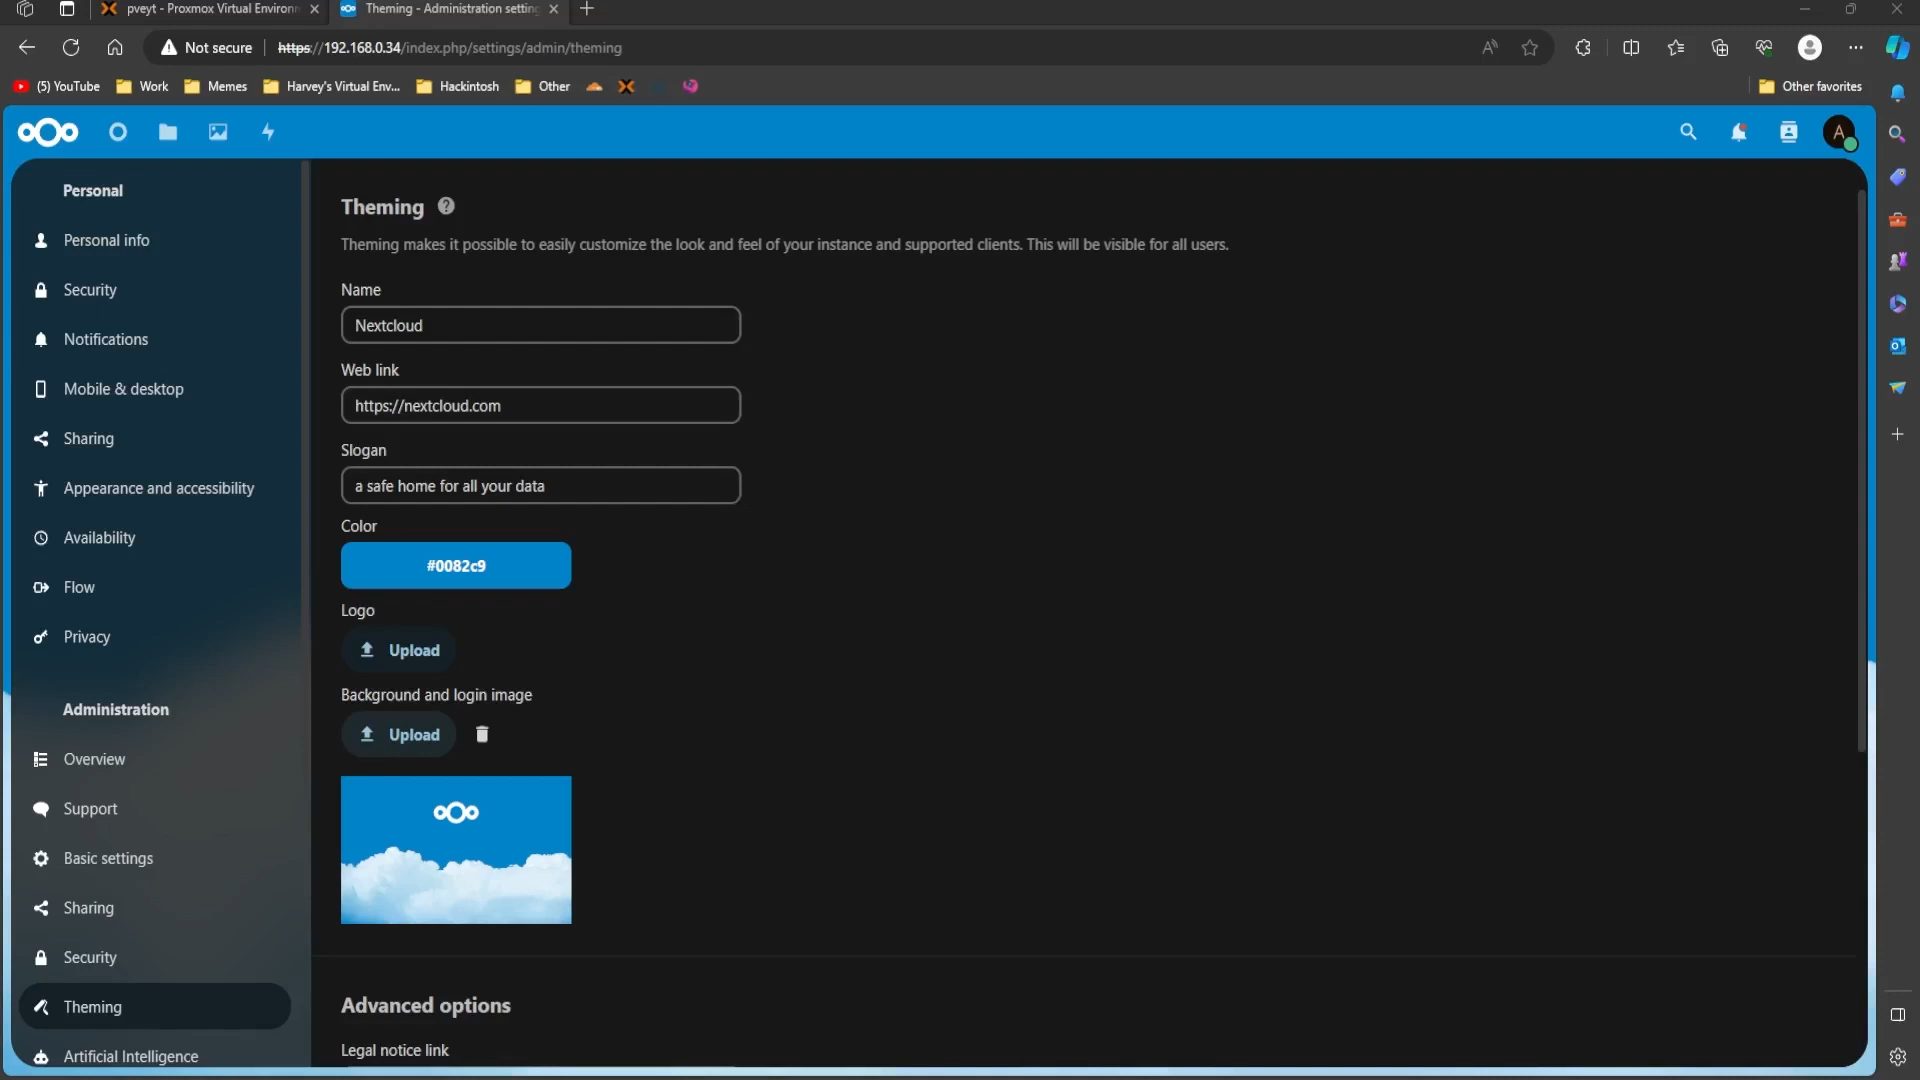 pveyt - Proxmox Virtual Environ
Theming - Administration setting
Not secure
https://192.168.0.34/index.php/settings/admin/theming
(5) YouTube
Work
Memes
Harvey's Virtual Env...
Hackintosh
Other
Other favorites
A
Personal
Personal info
Security
Notifications
Mobile & desktop
Sharing
Appearance and accessibility
Availability
Flow
Privacy
Administration
Overview
Support
Basic settings
Sharing
Security
Theming
Artificial Intelligence
Theming
Theming makes it possible to easily customize the look and feel of your instance and supported clients. This will be visible for all users.
Name
Nextcloud
Web link
https://nextcloud.com
Slogan
a safe home for all your data
Color
#0082c9
Logo
Upload
Background and login image
Upload
Advanced options
Legal notice link